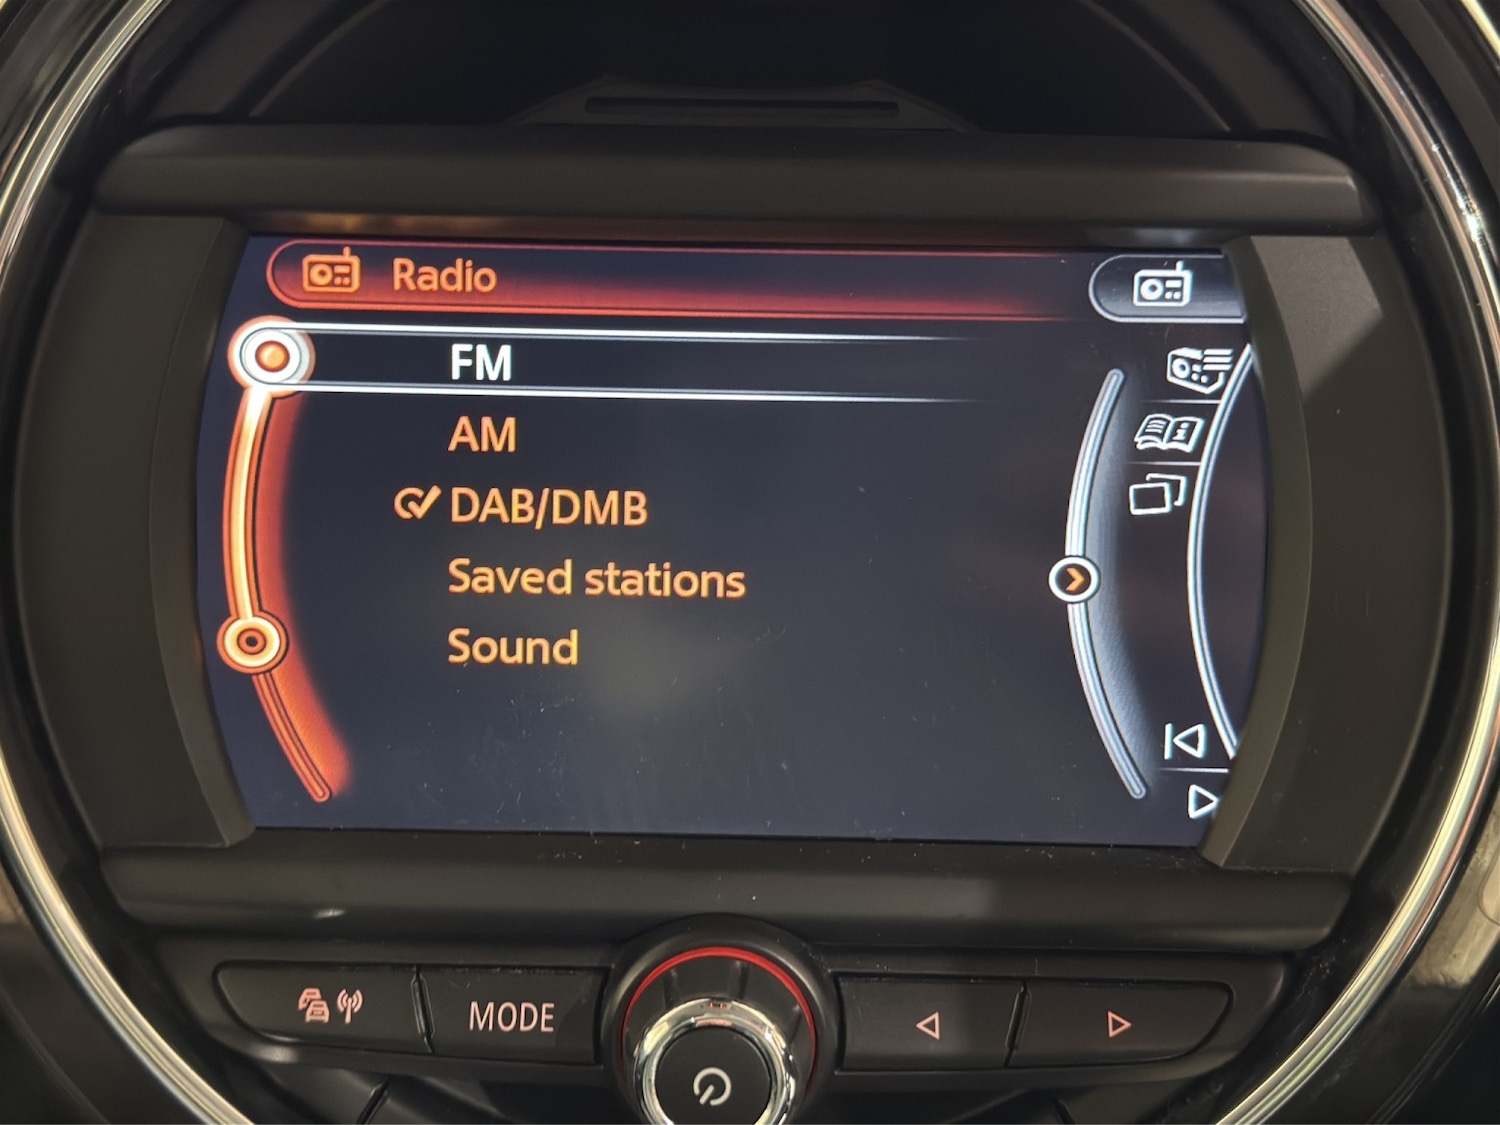 Radio
FM
AM
DAB/DMB
Saved stations
Sound
MODE